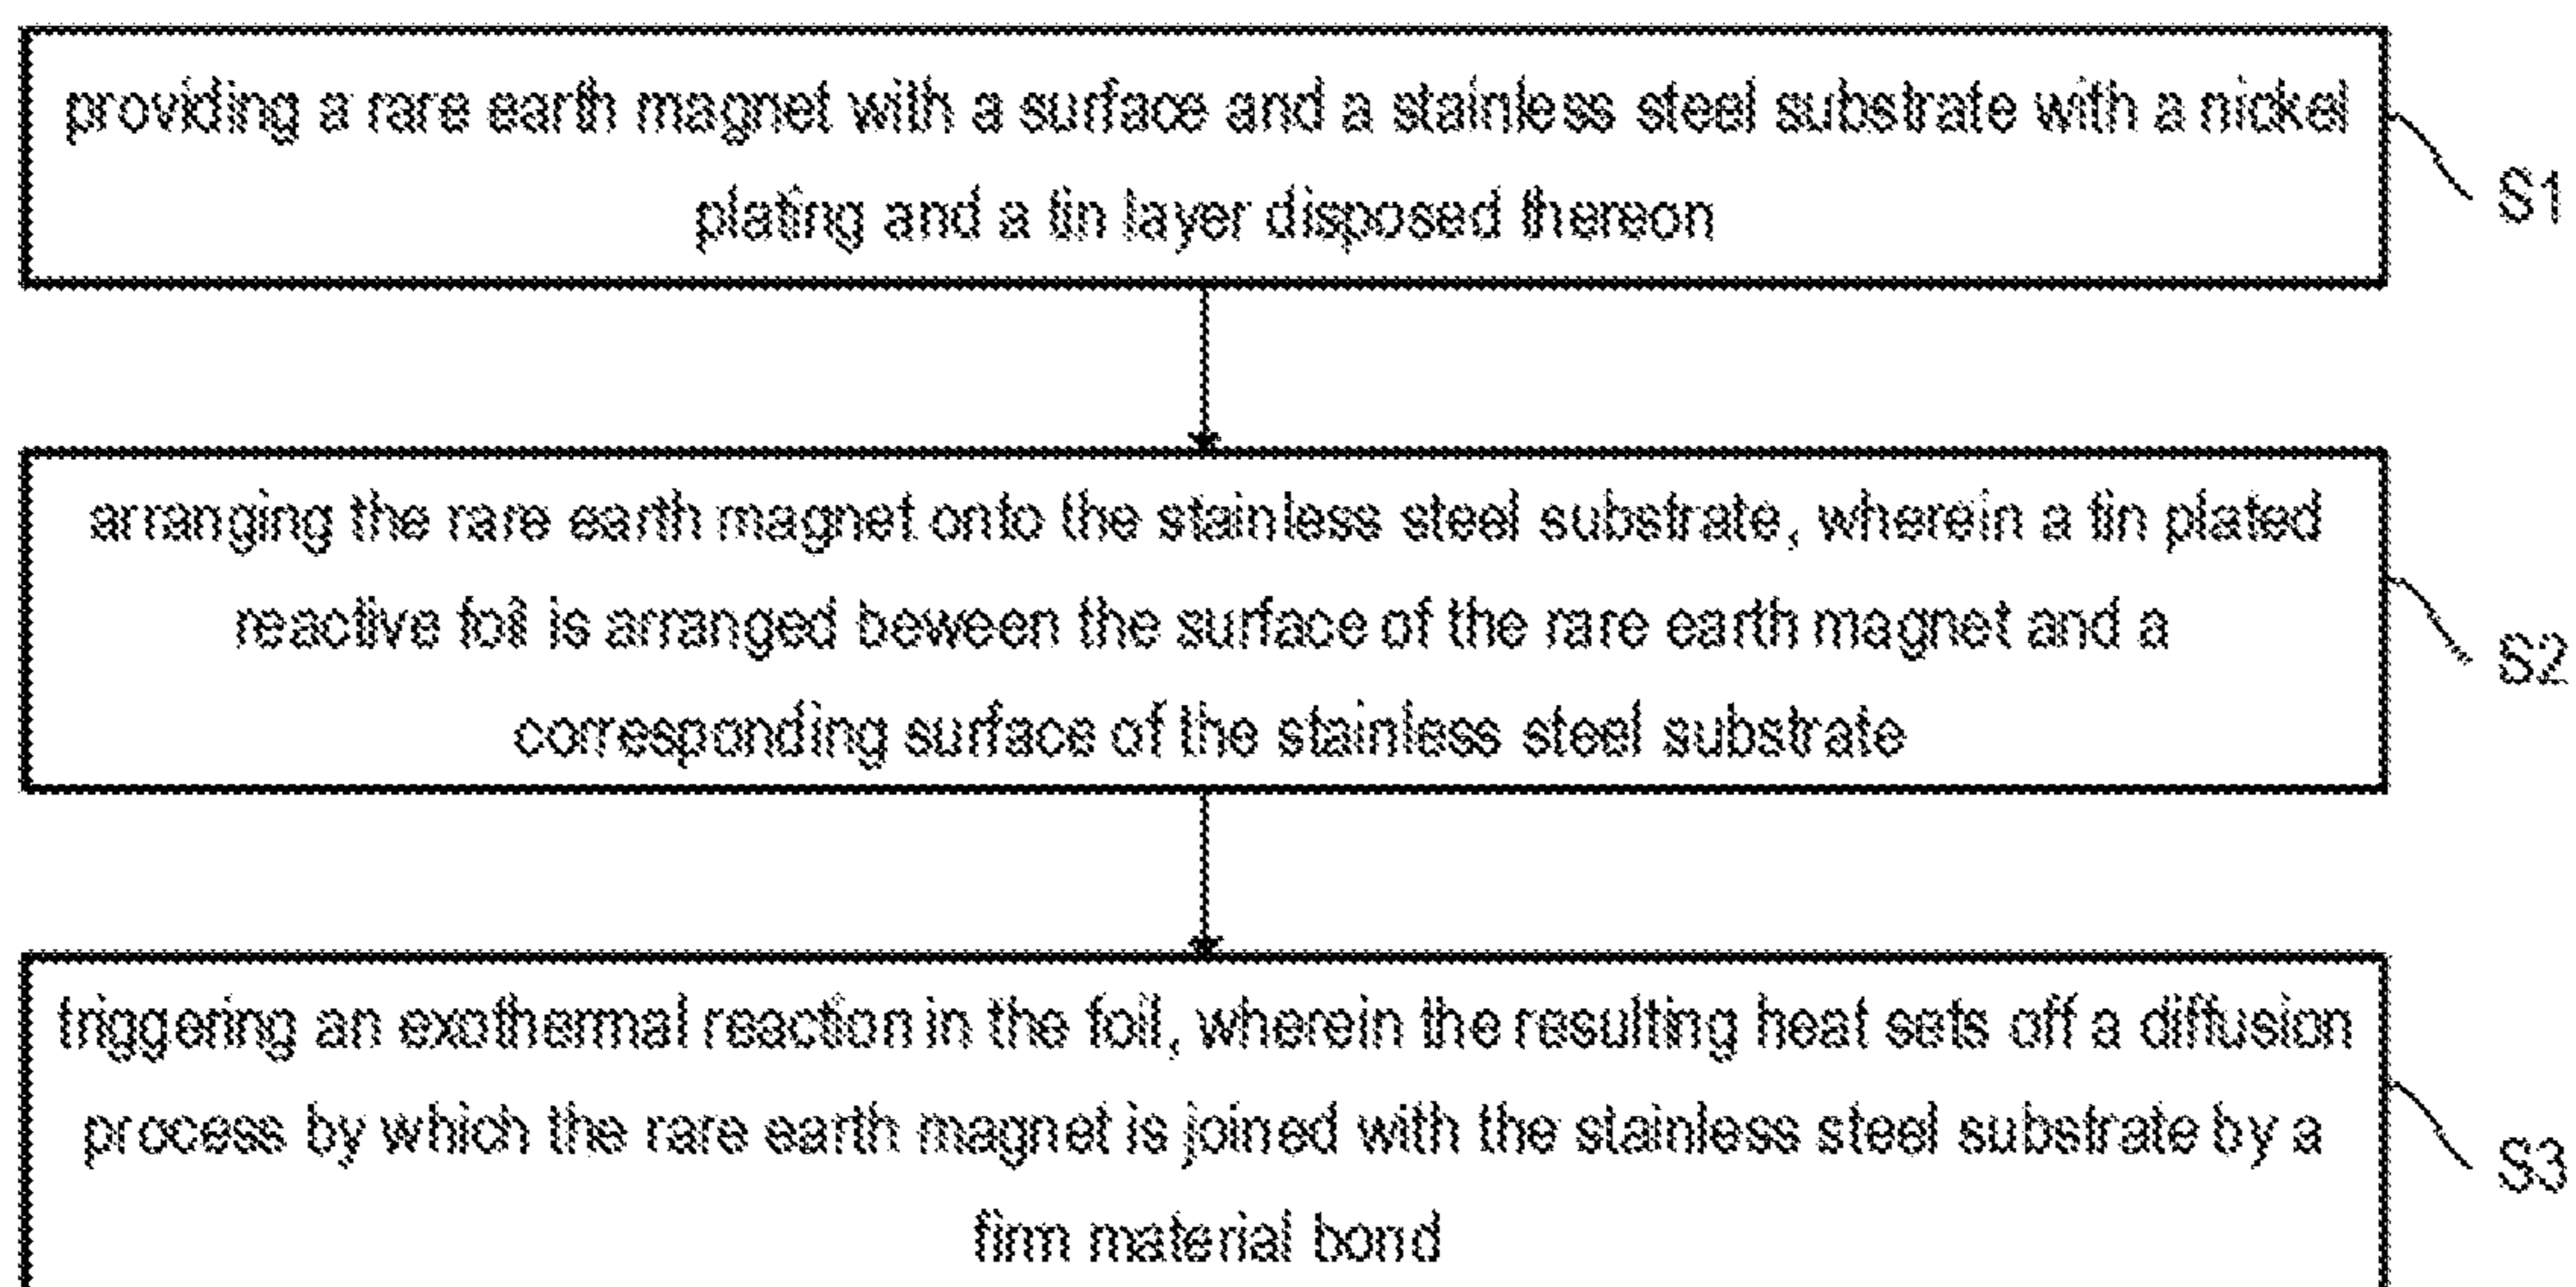 providing a rare earth magnet with a surface and a stainless steel substrate with a nickel
plating and a tin layer disposed thereon
S1
arranging the rare earth magnet onto the stainless steel substrate, wherein a tin plated
reactive foil is arranged beween the surface of the rare earth magnet and a
corresponding surface of the stainless steel substrate
S2
triggering an exothermal reaction in the foil, wherein the resulting heat sets off a diffusion
process by which the rare earth magnet is joined with the stainless steel substrate by a
firm material bond
S3